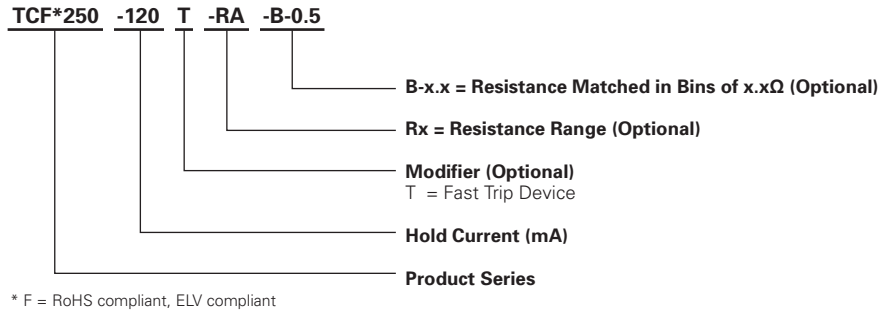 TCF*250 -120 T -RA -B-0.5
B-x.x = Resistance Matched in Bins of x.xΩ (Optional)
Rx = Resistance Range (Optional)
Modifier (Optional)
T = Fast Trip Device
Hold Current (mA)
Product Series
* F = RoHS compliant, ELV compliant